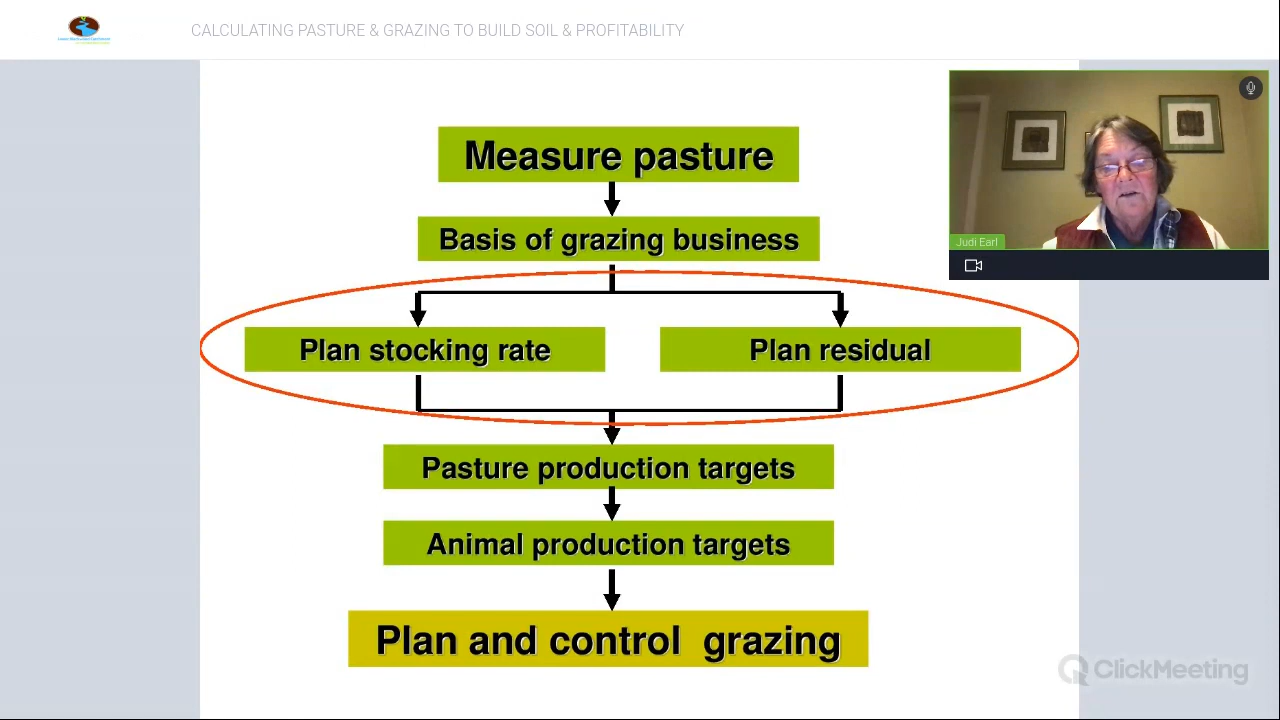 CALCULATING PASTURE & GRAZING TO BUILD SOIL & PROFITABILITY
Measure pasture
Basis of grazing business
Judi Earl
Plan stocking rate
Plan residual
Pasture production targets
Animal production targets
Plan and control grazing
ClickMeeting